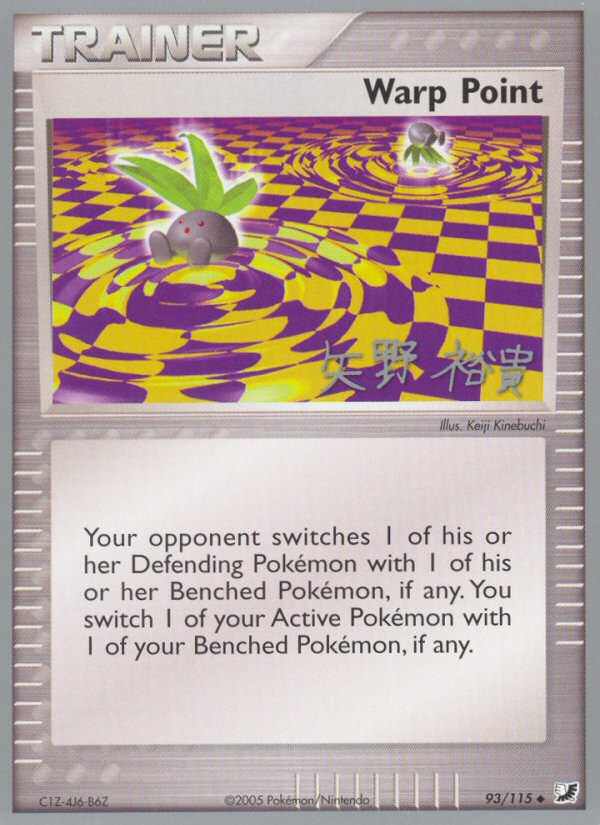 TRAINER
Warp Point
矢野 裕貴
Illus. Keiji Kinebuchi
Your opponent switches 1 of his or
her Defending Pokémon with 1 of his
or her Benched Pokémon, if any. You
switch 1 of your Active Pokémon with
1 of your Benched Pokémon, if any.
C1Z-4J6-B6Z
©2005 Pokémon/Nintendo
93/115 ◆